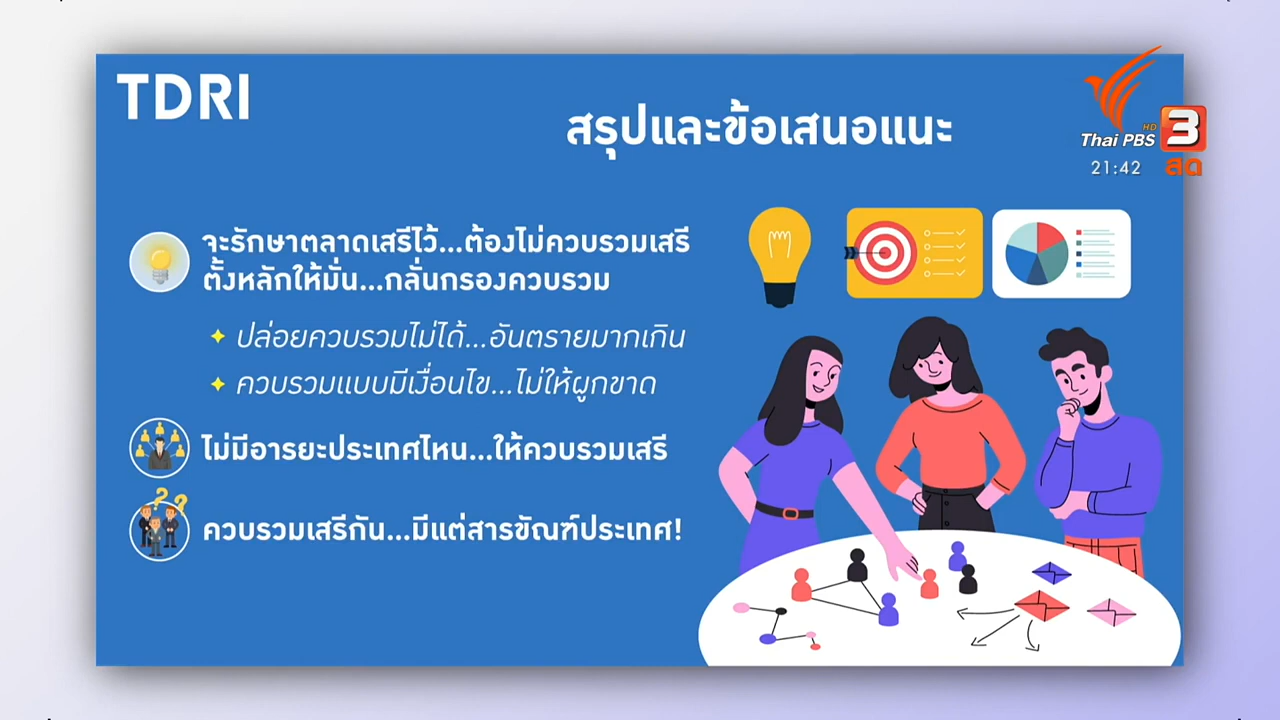 TDRI
สรุปและข้อเสนอแนะ
Thai PBS HD 3
21:42 สด
จะรักษาตลาดเสรีไว้...ต้องไม่ควบรวมเสรี
ตั้งหลักให้มั่น...กลั่นกรองควบรวม
ปล่อยควบรวมไม่ได้...อันตรายมากเกิน
ควบรวมแบบมีเงื่อนไข...ไม่ให้ผูกขาด
ไม่มีอารยะประเทศไหน...ให้ควบรวมเสรี
ควบรวมเสรีกัน...มีแต่สารขัณฑ์ประเทศ!